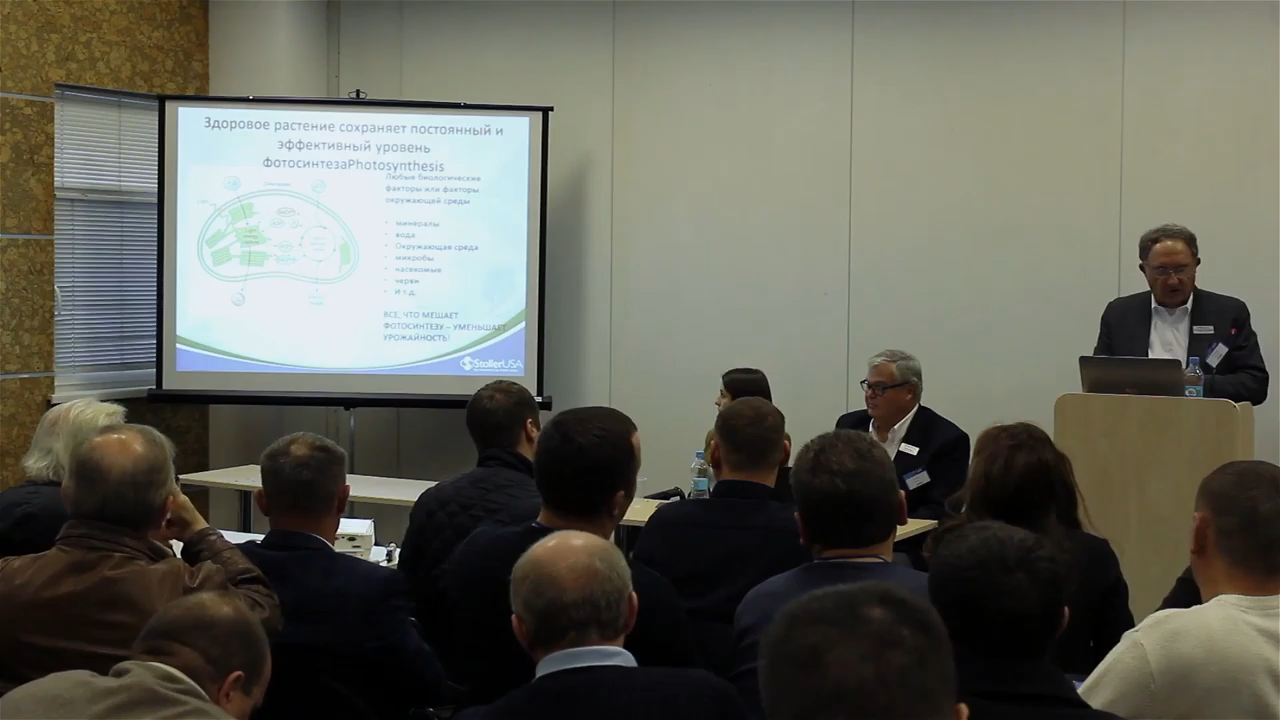 Здоровое растение сохраняет постоянный и
эффективный уровень
фотосинтезаPhotosynthesis
Любые биологические
факторы или факторы
окружающей среды
• минералы
• вода
• Окружающая среда
• микробы
• насекомые
• черви
• И т.д.
ВСЕ, ЧТО МЕШАЕТ
ФОТОСИНТЕЗУ – УМЕНЬШАЕТ
УРОЖАЙНОСТЬ!
StollerUSA